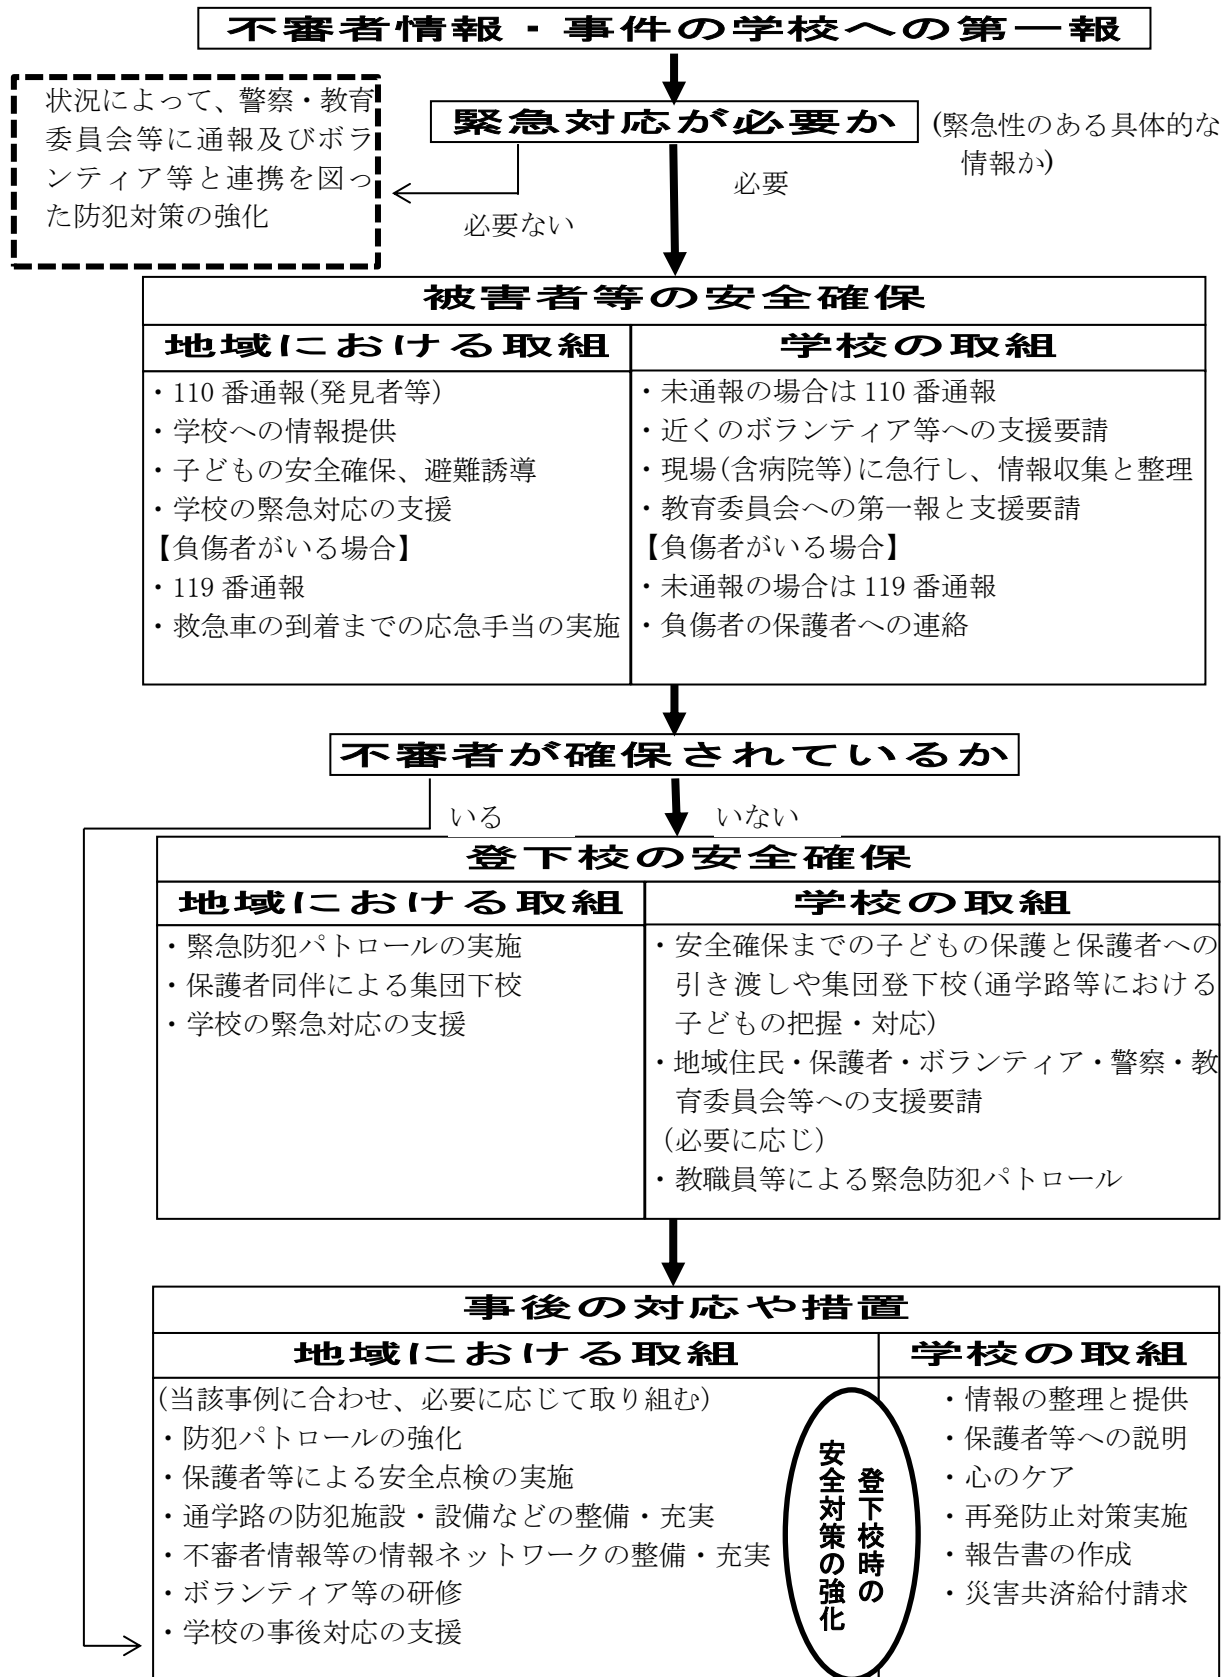 不審者情報・事件の学校への第一報
状況によって、警察・教育
委員会等に通報及びボラ
ンティア等と連携を図っ
た防犯対策の強化
緊急対応が必要か
(緊急性のある具体的な
情報か)
必要
必要ない
被害者等の安全確保
地域における取組
・110 番通報(発見者等)
・学校への情報提供
・子どもの安全確保、避難誘導
・学校の緊急対応の支援
【負傷者がいる場合】
・119 番通報
・救急車の到着までの応急手当の実施
学校の取組
・未通報の場合は 110 番通報
・近くのボランティア等への支援要請
・現場(含病院等)に急行し、情報収集と整理
・教育委員会への第一報と支援要請
【負傷者がいる場合】
・未通報の場合は 119 番通報
・負傷者の保護者への連絡
不審者が確保されているか
いる
いない
登下校の安全確保
地域における取組
・緊急防犯パトロールの実施
・保護者同伴による集団下校
・学校の緊急対応の支援
学校の取組
・安全確保までの子どもの保護と保護者への
引き渡しや集団登下校(通学路等における
子どもの把握・対応)
・地域住民・保護者・ボランティア・警察・教
育委員会等への支援要請
(必要に応じ)
・教職員等による緊急防犯パトロール
事後の対応や措置
地域における取組
(当該事例に合わせ、必要に応じて取り組む)
・防犯パトロールの強化
・保護者等による安全点検の実施
・通学路の防犯施設・設備などの整備・充実
・不審者情報等の情報ネットワークの整備・充実
・ボランティア等の研修
・学校の事後対応の支援
登下校時の
安全対策の強化
学校の取組
・情報の整理と提供
・保護者等への説明
・心のケア
・再発防止対策実施
・報告書の作成
・災害共済給付請求